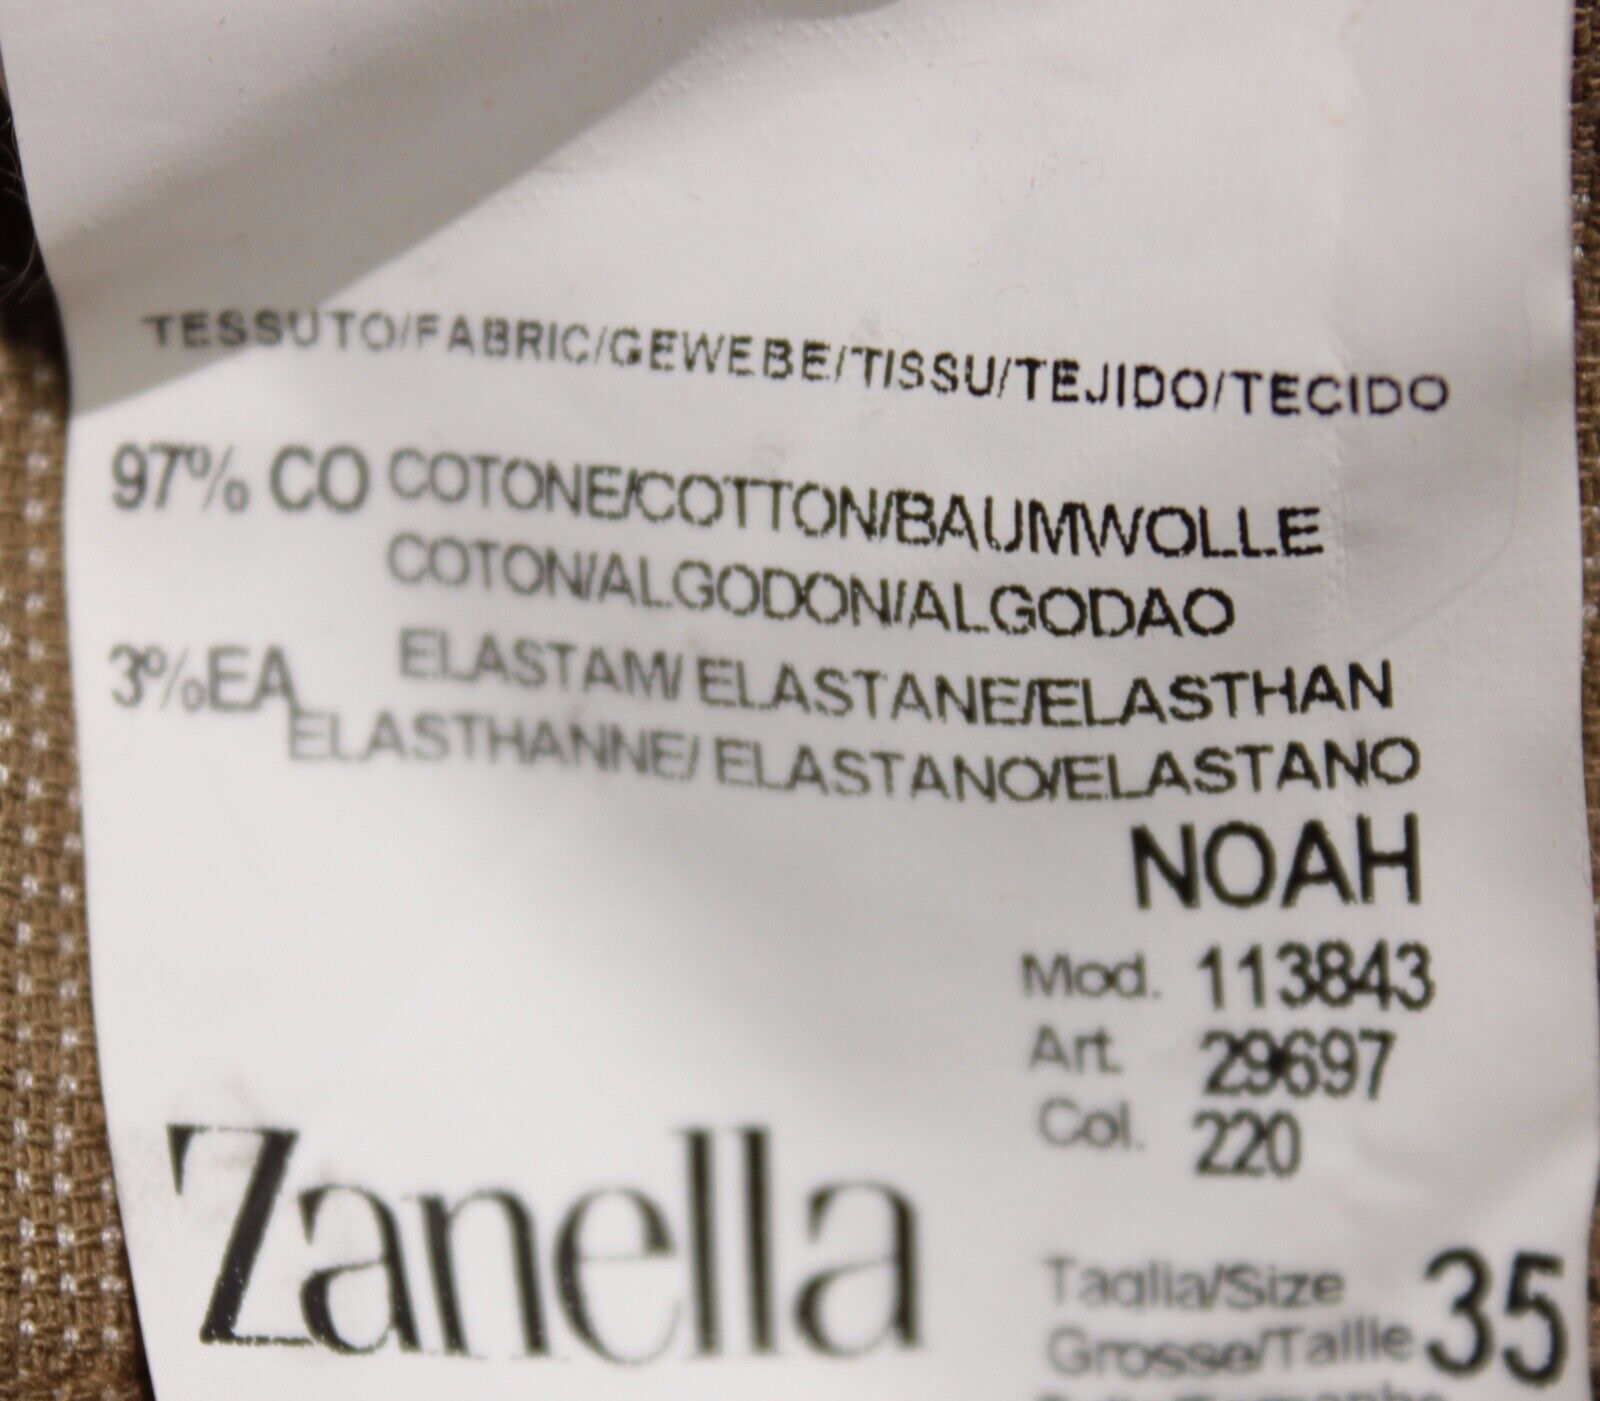 TESSUTO/FABRIC/GEWEBE/TISSU/TEJIDO/TECIDO
97% CO COTONE/COTTON/BAUMWOLLE
COTON/ALGODON/ALGODAO
3%EA ELASTAM/ ELASTANE/ELASTHAN
ELASTHANNE/ ELASTANO/ELASTANO
NOAH
Mod. 113843
Art. 29697
Col. 220
Zanella
Taglia/Size 35
Grosse/Taille